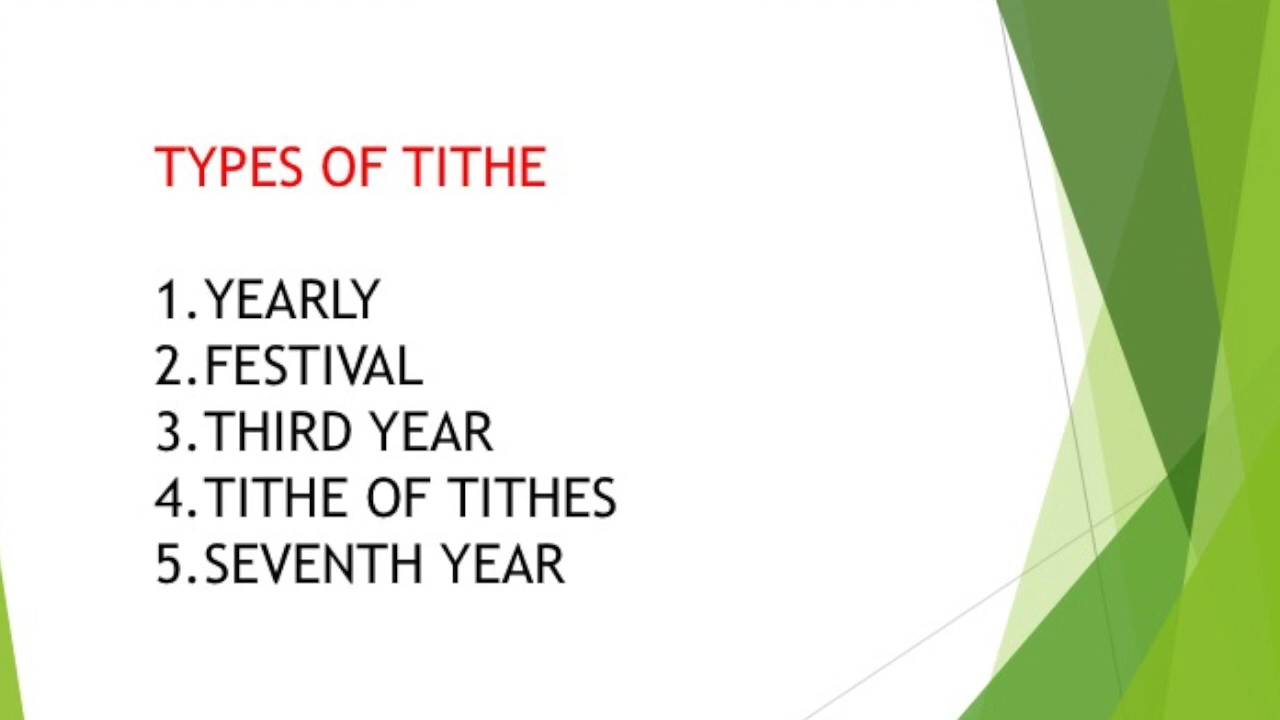 TYPES OF TITHE
1. YEARLY
2. FESTIVAL
3. THIRD YEAR
4. TITHE OF TITHES
5. SEVENTH YEAR